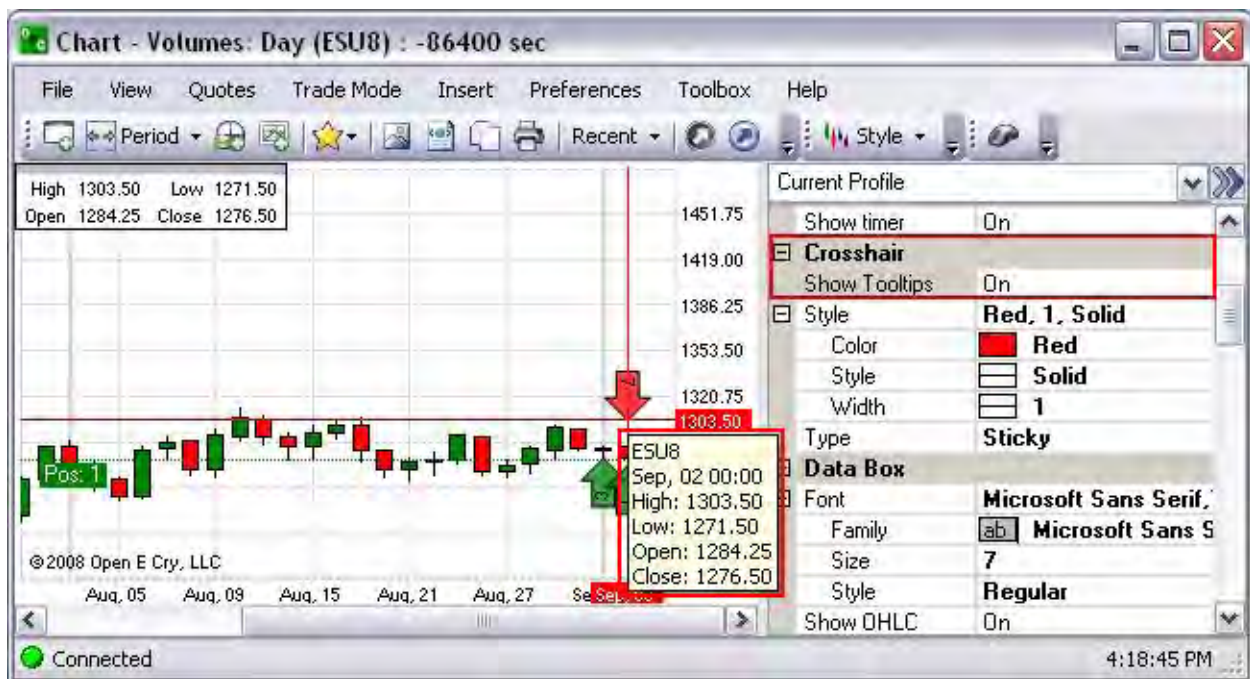 Chart - Volumes: Day (ESU8) : -86400 sec
File View Quotes Trade Mode Insert Preferences Toolbox Help
Period Recent Style
High 1303.50 Low 1271.50
Open 1284.25 Close 1276.50
1451.75
1419.00
1386.25
1353.50
1320.75
1303.50
Pos: 1
7
3
ESU8
Sep, 02 00:00
High: 1303.50
Low: 1271.50
Open: 1284.25
Close: 1276.50
©2008 Open E Cry, LLC
Aug, 05 Aug, 09 Aug, 15 Aug, 21 Aug, 27
Current Profile
Show timer On
Crosshair
Show Tooltips On
Style Red, 1, Solid
Color Red
Style Solid
Width 1
Type Sticky
Data Box
Font Microsoft Sans Serif,
Family ab Microsoft Sans S
Size 7
Style Regular
Show OHLC On
Connected 4:18:45 PM